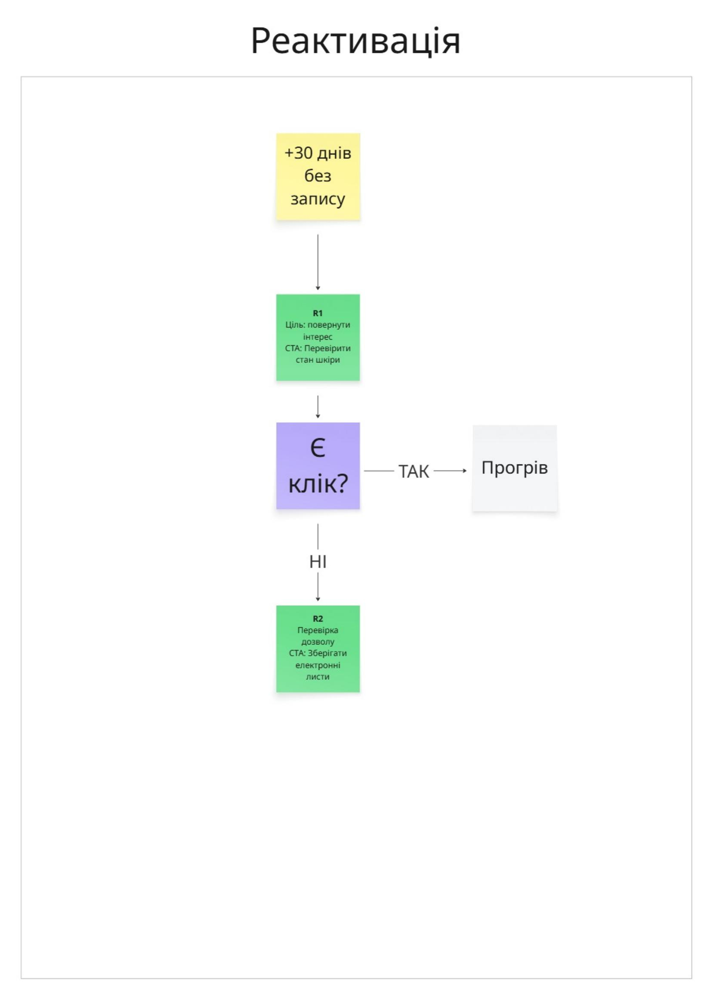 Реактивація
+30 днів
без
запису
R1
Ціль: повернути
інтерес
CTA: Перевірити
стан шкіри
Є
клік?
ТАК
Прогрів
НІ
R2
Перевірка
дозволу
CTA: Зберігати
електронні
листи